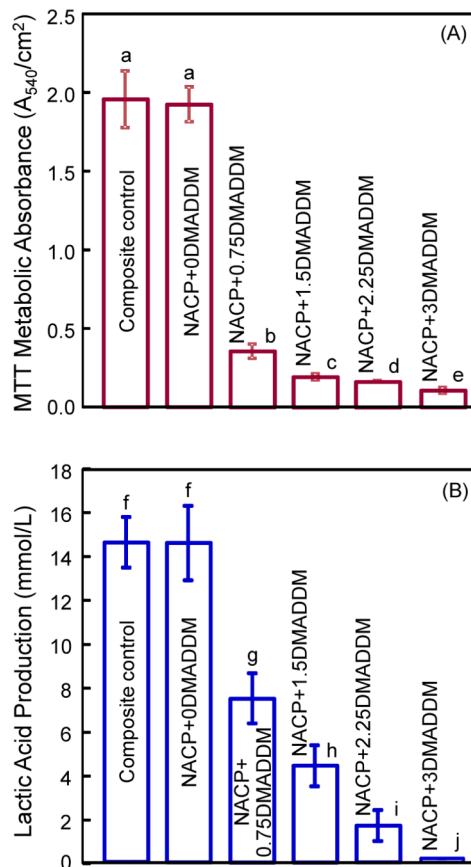 (A)
MTT Metabolic Absorbance (A540/cm2)
2.5
2.0
1.5
1.0
0.5
0.0
a
a
b
c
d
e
Composite control
NACP+0DMADDM
NACP+0.75DMADDM
NACP+1.5DMADDM
NACP+2.25DMADDM
NACP+3DMADDM
(B)
Lactic Acid Production (mmol/L)
18
16
14
12
10
8
6
4
2
0
f
f
g
h
i
j
Composite control
NACP+0DMADDM
NACP+
0.75DMADDM
NACP+1.5DMADDM
NACP+2.25DMADDM
NACP+3DMADDM